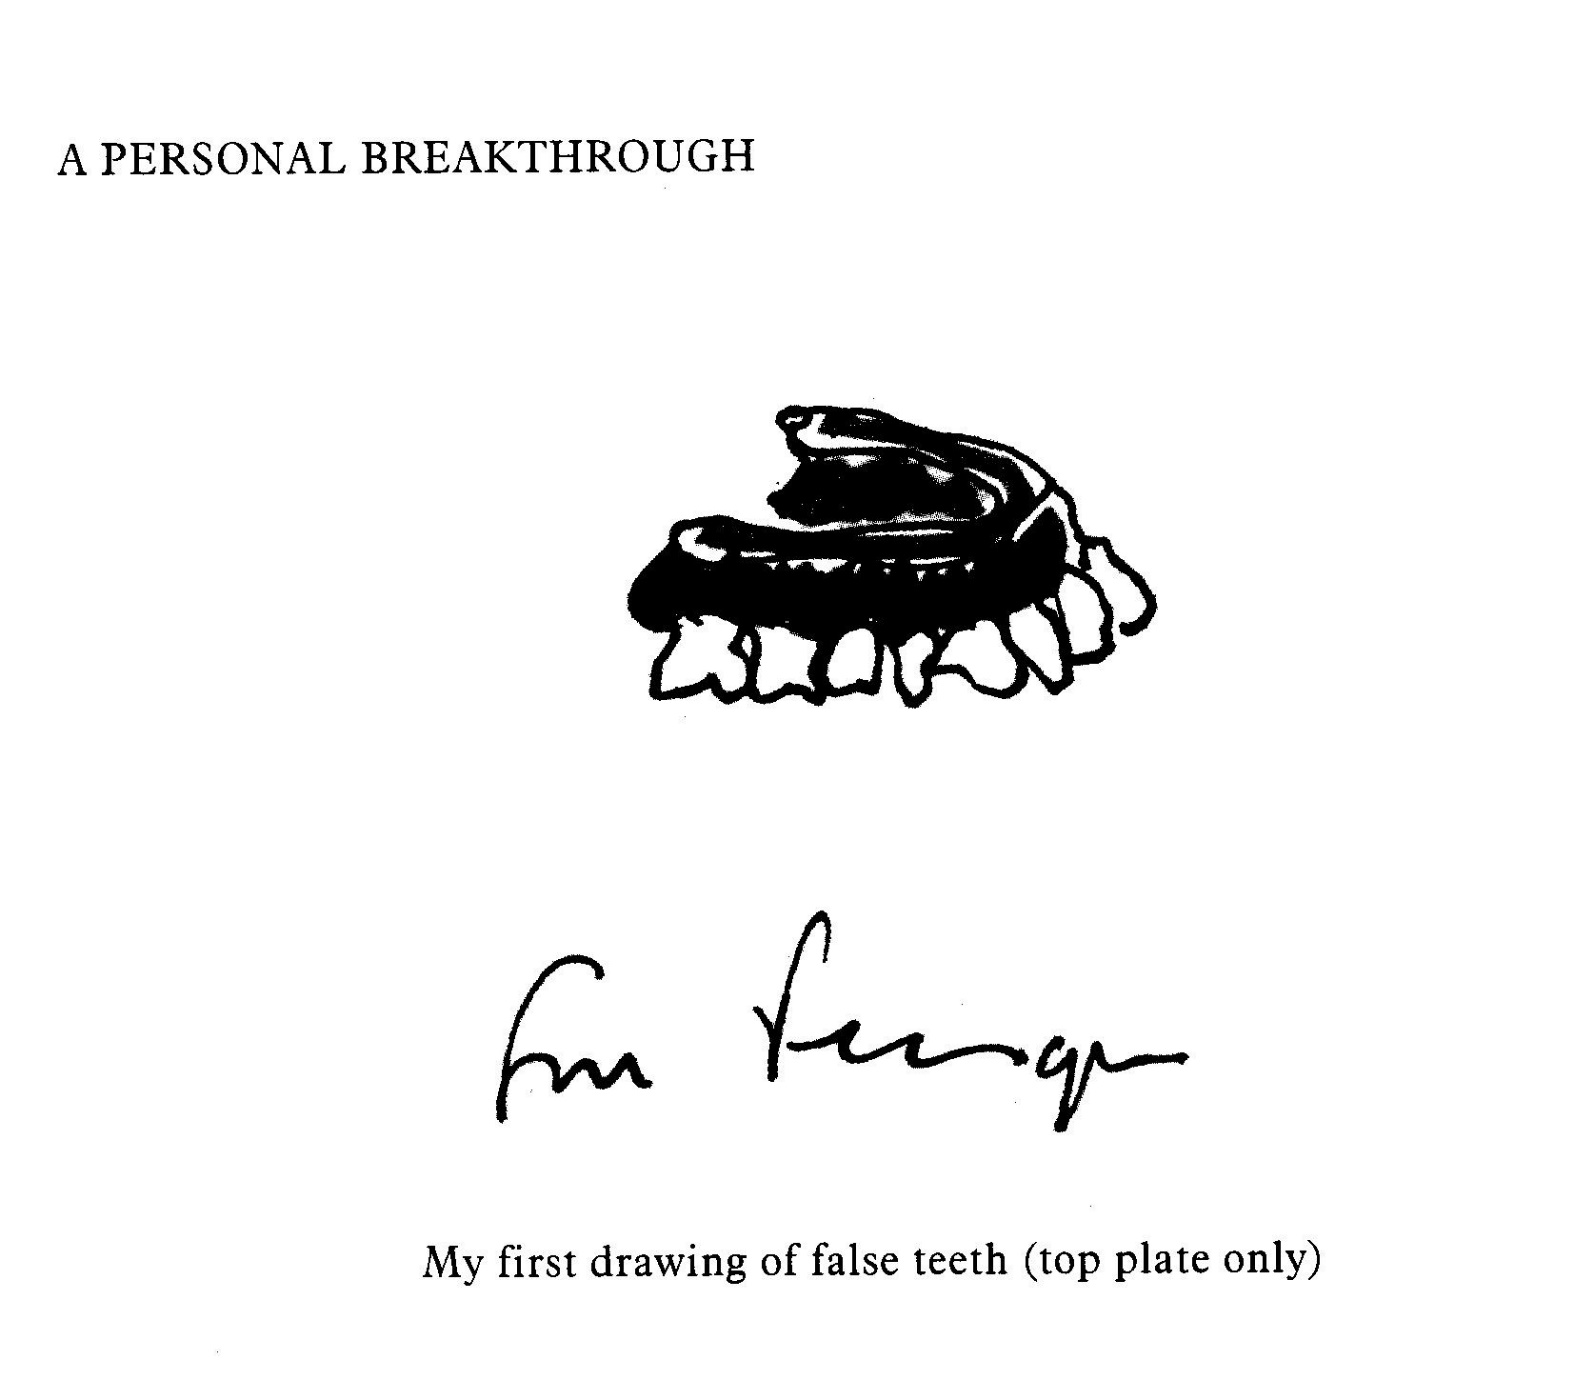 A PERSONAL BREAKTHROUGH
My first drawing of false teeth (top plate only)